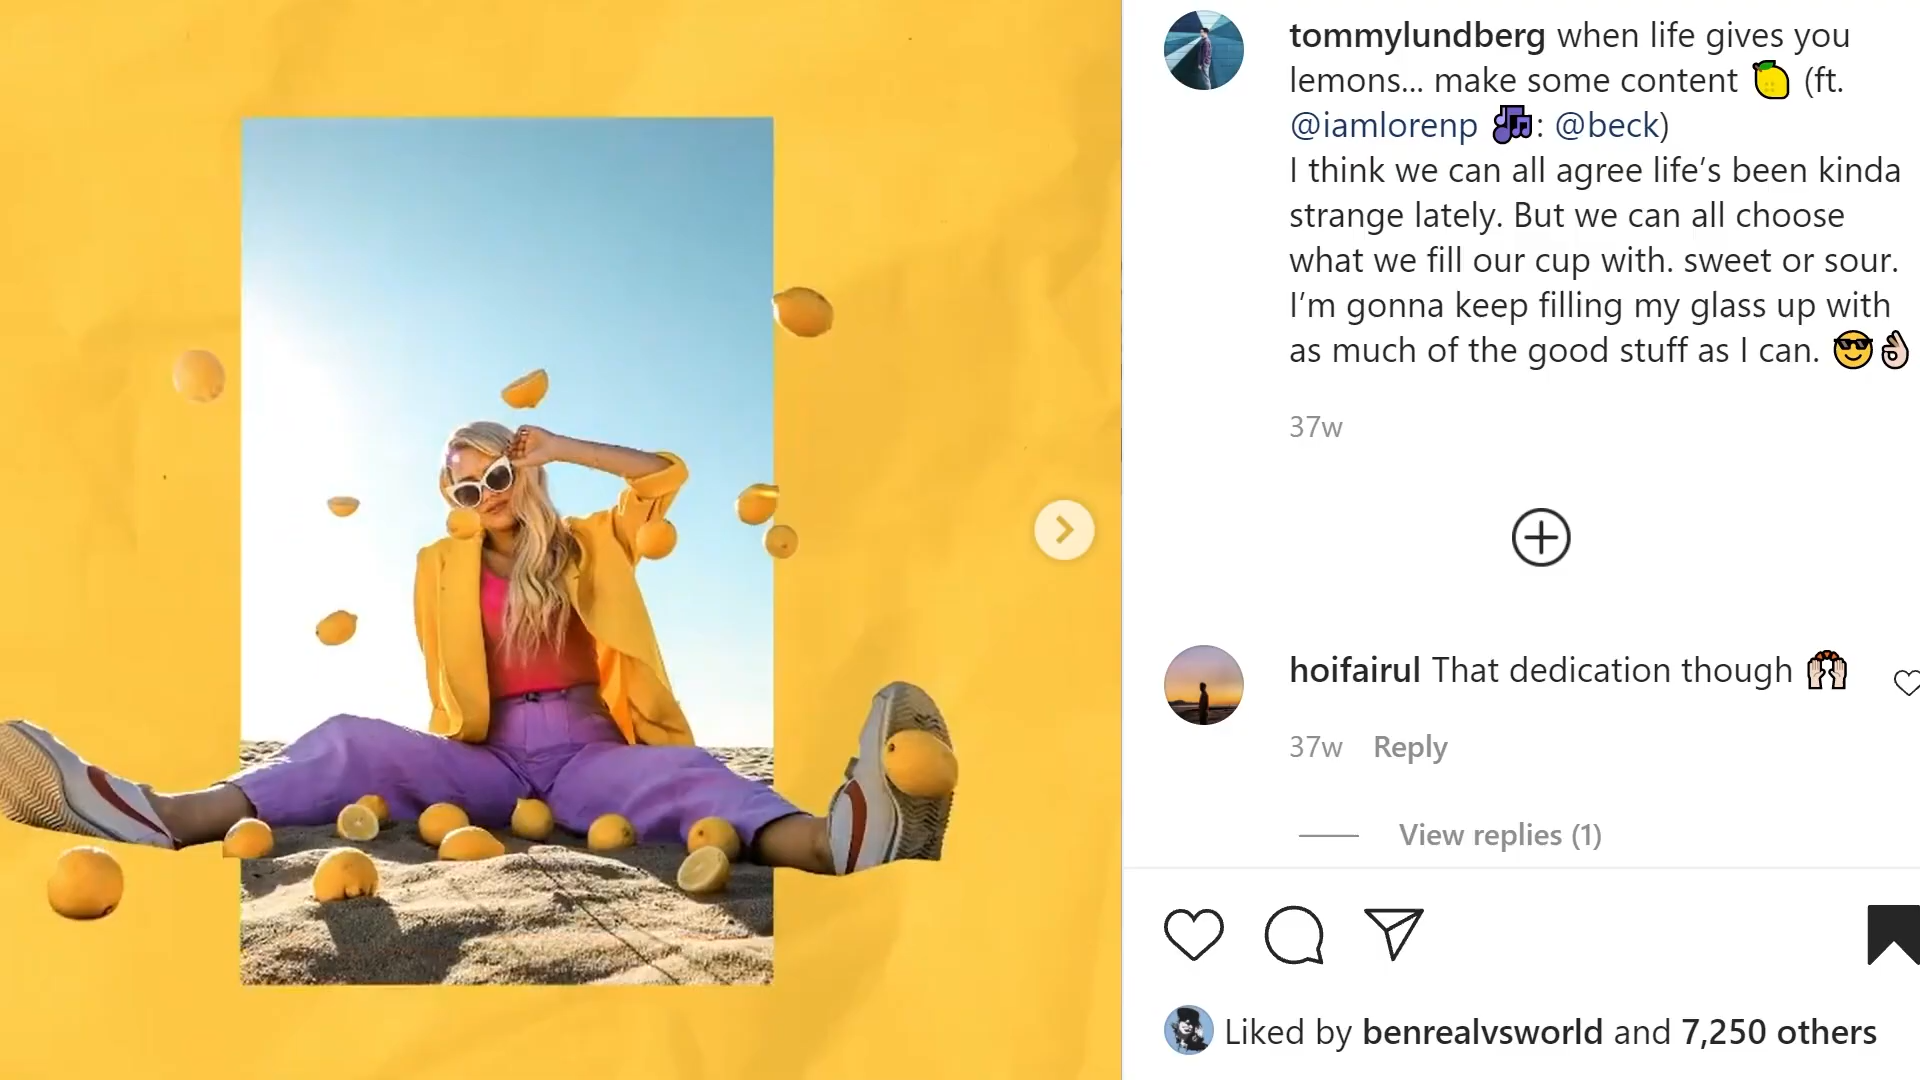 tommylundberg when life gives you
lemons... make some content 🍋 (ft.
@iamlorenp 🎶: @beck)
I think we can all agree life’s been kinda
strange lately. But we can all choose
what we fill our cup with. sweet or sour.
I’m gonna keep filling my glass up with
as much of the good stuff as I can. 😎👌🏻
37w
hoifairul That dedication though 🙌🏻
37w Reply
View replies (1)
Liked by benrealvsworld and 7,250 others